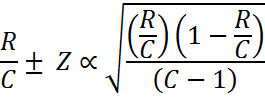 R/C ± Z ∝ √((R/C)(1 − R/C)/(C − 1))